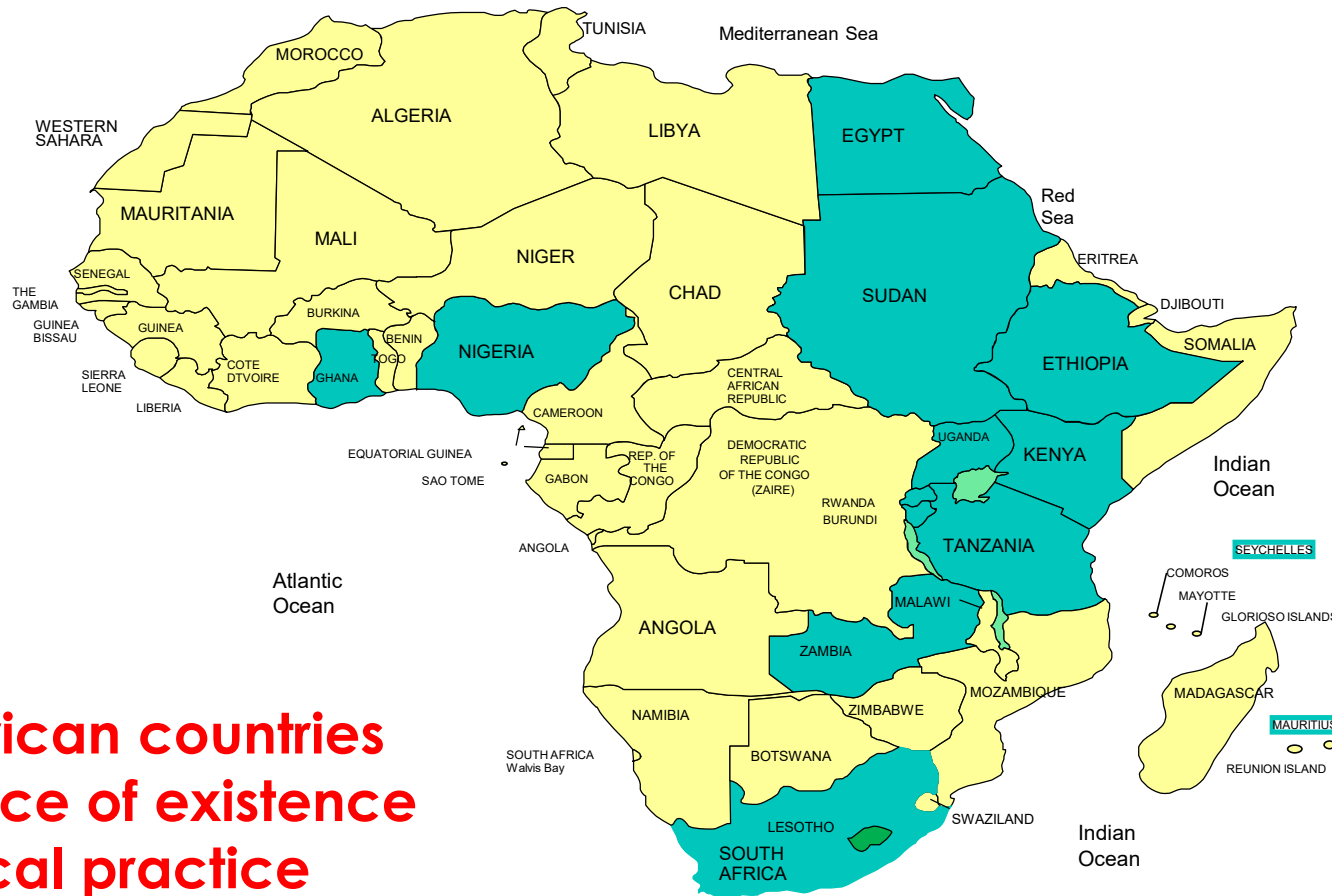 TUNISIA
Mediterranean Sea
MOROCCO
ALGERIA
LIBYA
EGYPT
WESTERN
SAHARA
Red
Sea
MAURITANIA
MALI
NIGER
CHAD
SUDAN
ERITREA
SENEGAL
THE
GAMBIA
GUINEA
BISSAU
GUINEA
BURKINA
BENIN
TOGO
NIGERIA
DJIBOUTI
SOMALIA
ETHIOPIA
SIERRA
LEONE
COTE
DTVOIRE
GHANA
LIBERIA
CENTRAL
AFRICAN
REPUBLIC
CAMEROON
EQUATORIAL GUINEA
SAO TOME
GABON
REP. OF
THE
CONGO
DEMOCRATIC
REPUBLIC
OF THE CONGO
(ZAIRE)
UGANDA
KENYA
RWANDA
BURUNDI
Indian
Ocean
ANGOLA
TANZANIA
SEYCHELLES
COMOROS
MAYOTTE
GLORIOSO ISLANDS
Atlantic
Ocean
ANGOLA
MALAWI
ZAMBIA
MOZAMBIQUE
MADAGASCAR
NAMIBIA
ZIMBABWE
MAURITIUS
BOTSWANA
SOUTH AFRICA
Walvis Bay
REUNION ISLAND
SWAZILAND
LESOTHO
SOUTH
AFRICA
Indian
Ocean
rican countries
ce of existence
cal practice